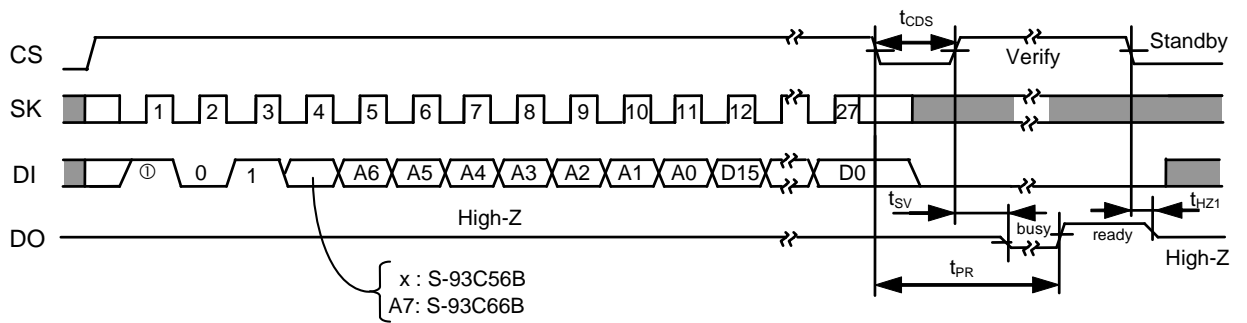 tCDS
CS
Verify
Standby
SK 1 2 3 4 5 6 7 8 9 10 11 12 27
DI ① 0 1 A6 A5 A4 A3 A2 A1 A0 D15 D0
tSV
tHZ1
High-Z
busy
ready
DO
High-Z
tPR
x : S-93C56B
A7: S-93C66B